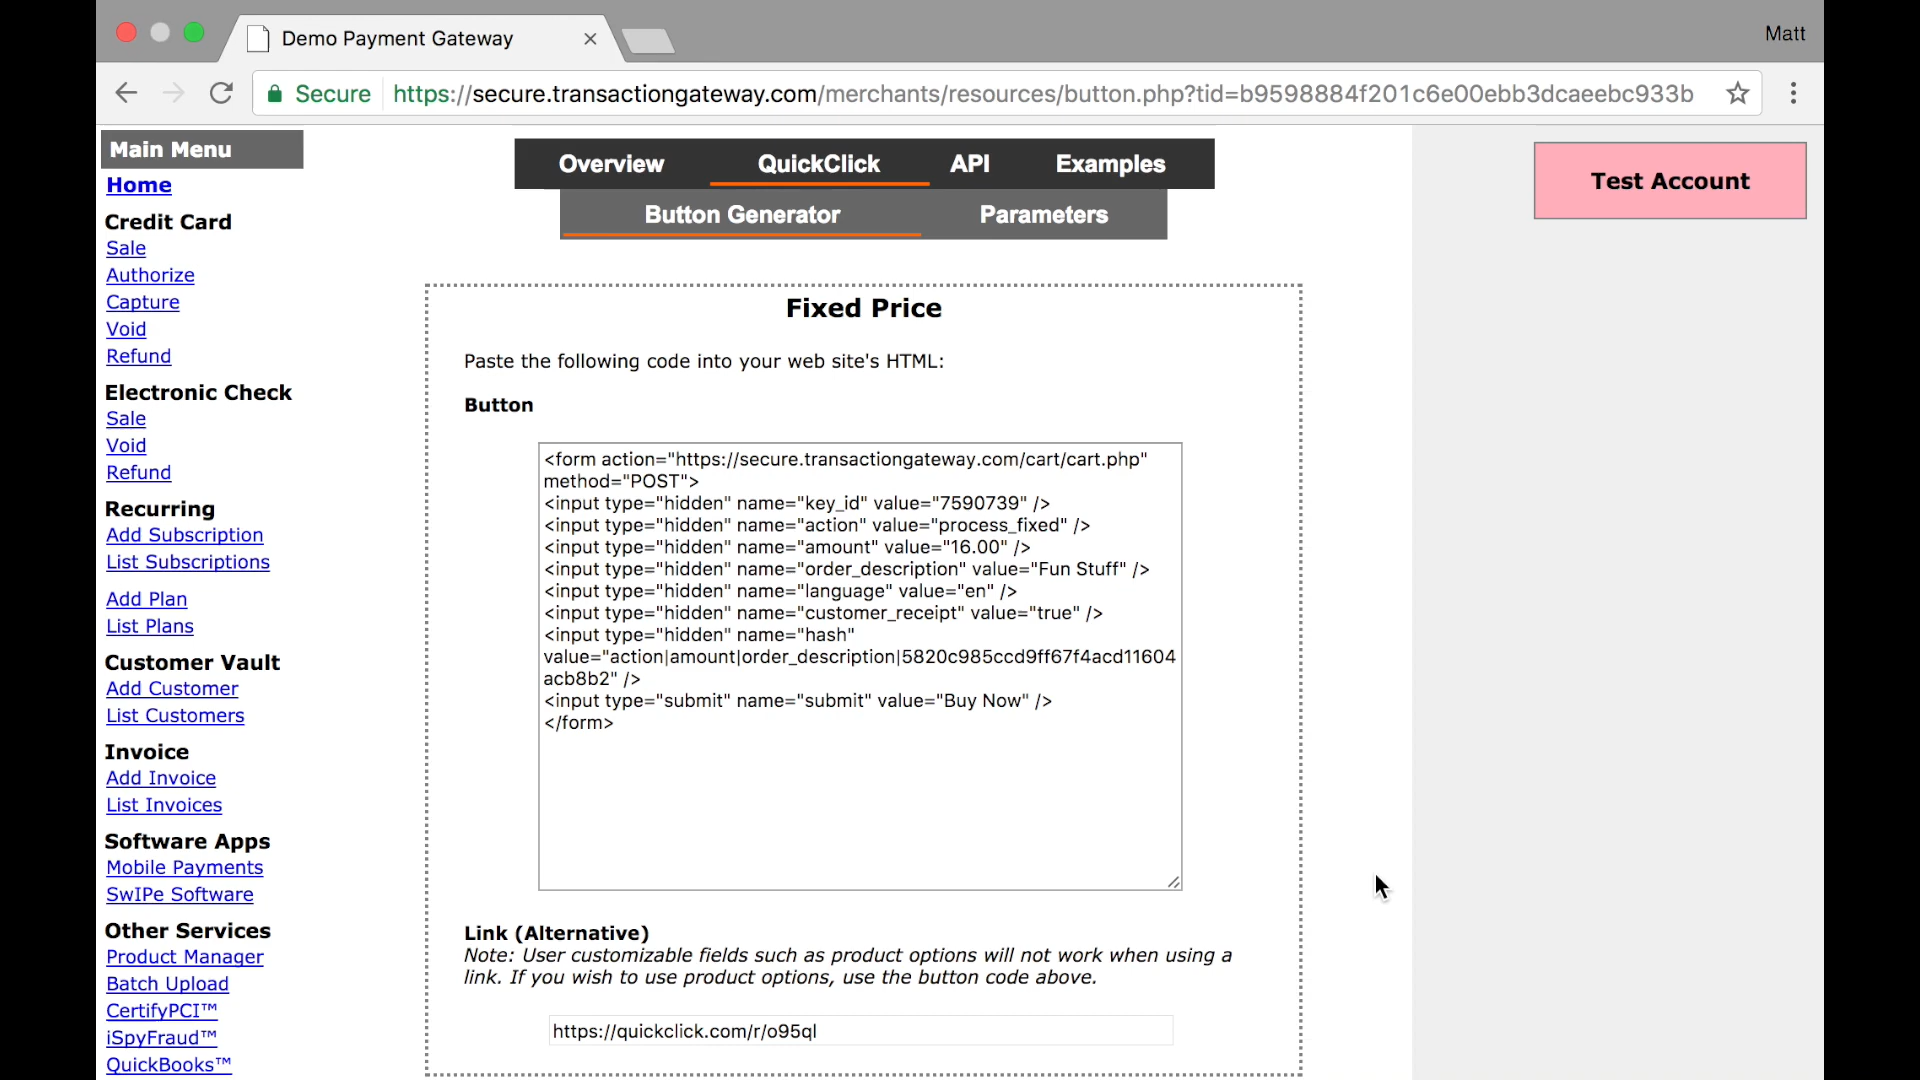 Demo Payment Gateway
Matt
Secure https://secure.transactiongateway.com/merchants/resources/button.php?tid=b9598884f201c6e00ebb3dcaeebc933b
Main Menu
Home
Credit Card
Sale
Authorize
Capture
Void
Refund
Electronic Check
Sale
Void
Refund
Recurring
Add Subscription
List Subscriptions
Add Plan
List Plans
Customer Vault
Add Customer
List Customers
Invoice
Add Invoice
List Invoices
Software Apps
Mobile Payments
SwIPe Software
Other Services
Product Manager
Batch Upload
CertifyPCI™
iSpyFraud™
QuickBooks™
Overview QuickClick API Examples
Button Generator Parameters
Test Account
Fixed Price
Paste the following code into your web site's HTML:
Button
<form action="https://secure.transactiongateway.com/cart/cart.php"
method="POST">
<input type="hidden" name="key_id" value="7590739" />
<input type="hidden" name="action" value="process_fixed" />
<input type="hidden" name="amount" value="16.00" />
<input type="hidden" name="order_description" value="Fun Stuff" />
<input type="hidden" name="language" value="en" />
<input type="hidden" name="customer_receipt" value="true" />
<input type="hidden" name="hash"
value="action|amount|order_description|5820c985ccd9ff67f4acd11604
acb8b2" />
<input type="submit" name="submit" value="Buy Now" />
</form>
Link (Alternative)
Note: User customizable fields such as product options will not work when using a
link. If you wish to use product options, use the button code above.
https://quickclick.com/r/o95ql